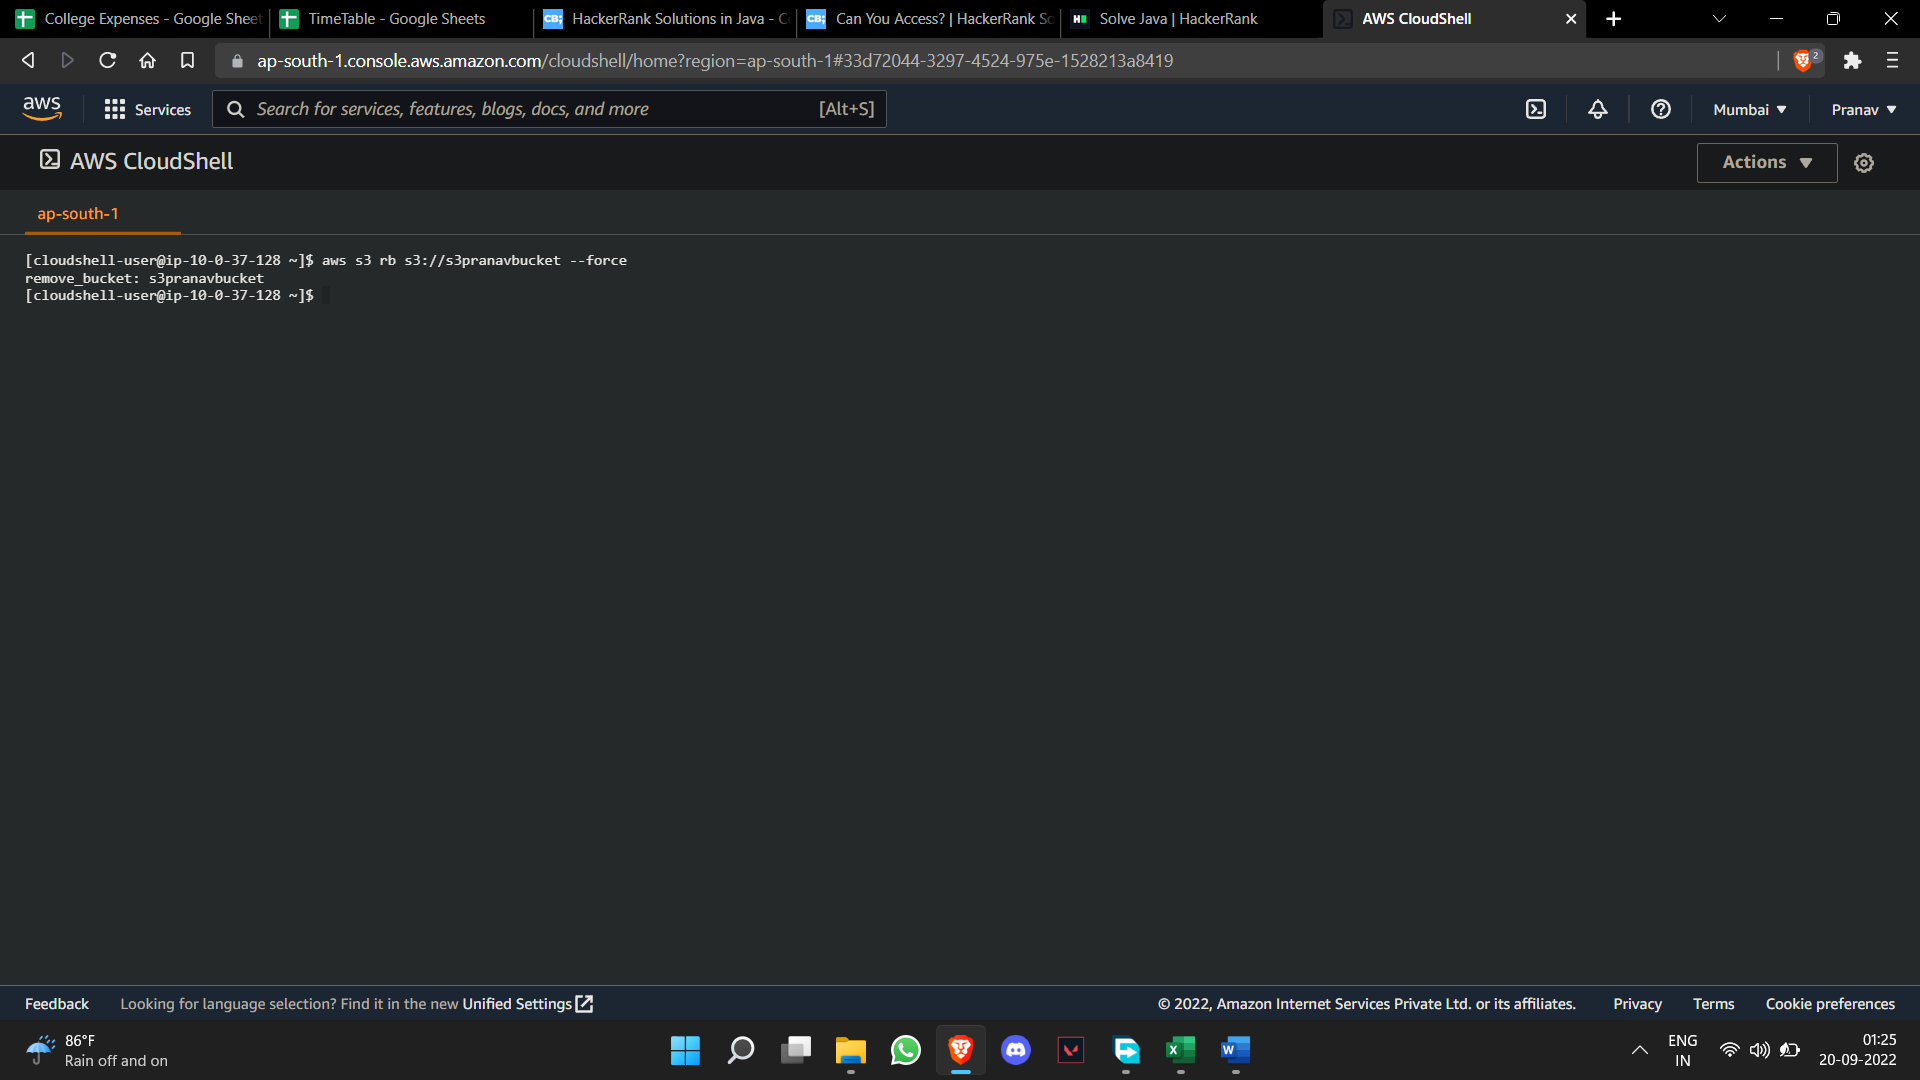 College Expenses - Google Sheet
TimeTable - Google Sheets
CB; HackerRank Solutions in Java - C
CB; Can You Access? | HackerRank So
H Solve Java | HackerRank
AWS CloudShell
ap-south-1.console.aws.amazon.com/cloudshell/home?region=ap-south-1#33d72044-3297-4524-975e-1528213a8419
2
aws
Services
Search for services, features, blogs, docs, and more
[Alt+S]
Mumbai
Pranav
AWS CloudShell
Actions
ap-south-1
[cloudshell-user@ip-10-0-37-128 ~]$ aws s3 rb s3://s3pranavbucket --force
remove_bucket: s3pranavbucket
[cloudshell-user@ip-10-0-37-128 ~]$
Feedback
Looking for language selection? Find it in the new Unified Settings
© 2022, Amazon Internet Services Private Ltd. or its affiliates.
Privacy
Terms
Cookie preferences
86°F
Rain off and on
X
W
ENG
IN
01:25
20-09-2022